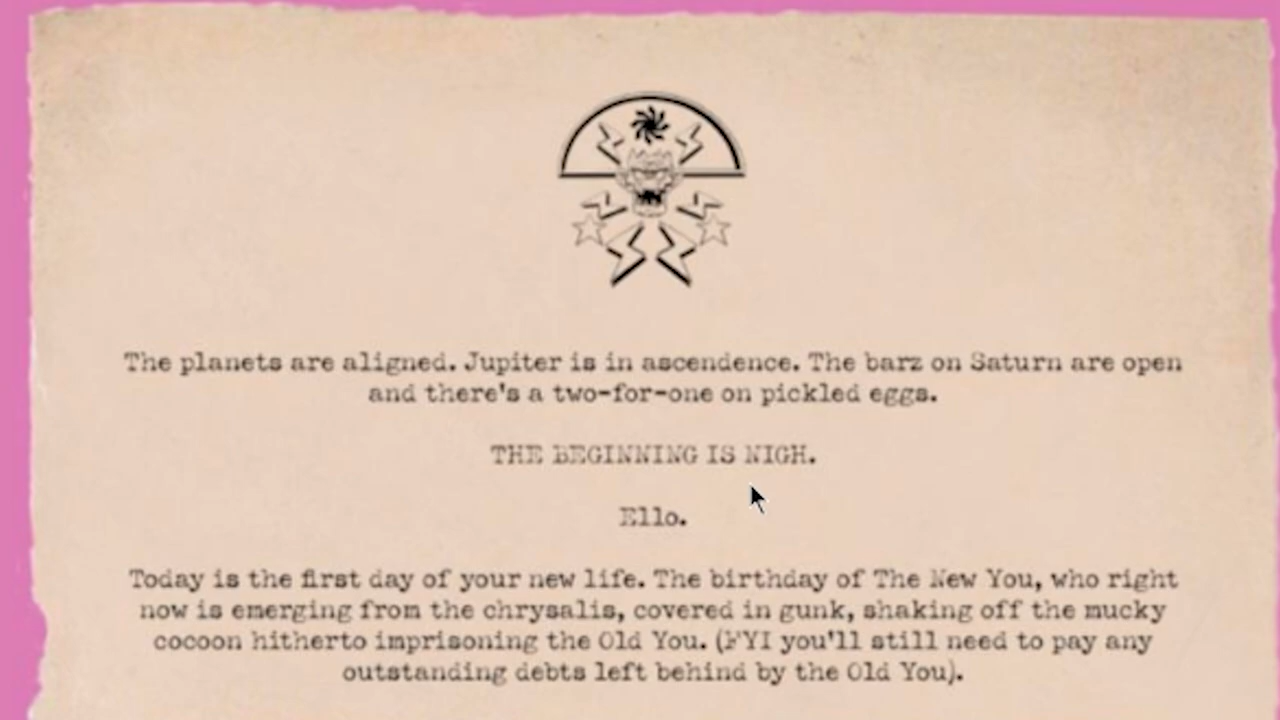 The planets are aligned. Jupiter is in ascendence. The barz on Saturn are open
and there's a two-for-one on pickled eggs.
THE BEGINNING IS NIGH.
Ello.
Today is the first day of your new life. The birthday of The New You, who right
now is emerging from the chrysalis, covered in gunk, shaking off the mucky
cocoon hitherto imprisoning the Old You. (FYI you'll still need to pay any
outstanding debts left behind by the Old You).